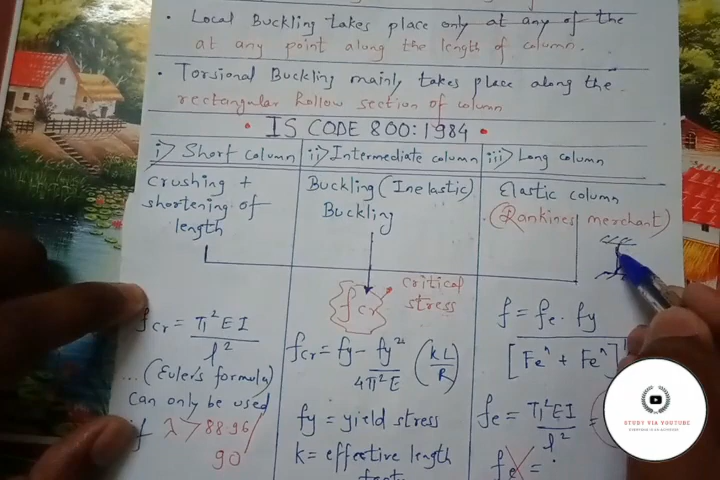 • Local Buckling takes place only at any of the
at any point along the length of column.
• Torsional Buckling mainly takes place along the
rectangular hollow section of column
• IS CODE 800:1984 •
i) Short column
ii) Intermediate column
iii) Long column
crushing +
shortening of
length
Buckling (Inelastic)
Buckling
Elastic column
(Rankines merchant)
fcr
critical
stress
fcr = π²EI
l²
... (Euler's formula)
can only be used
if λ > 88.96
90
fcr = fy - fy²
4π²E
(kL
R)
fy = yield stress
k = effective length
f = fe . fy
[Feⁿ + Feⁿ]
fe = π²EI =
l²
fe =
STUDY VIA YOUTUBE